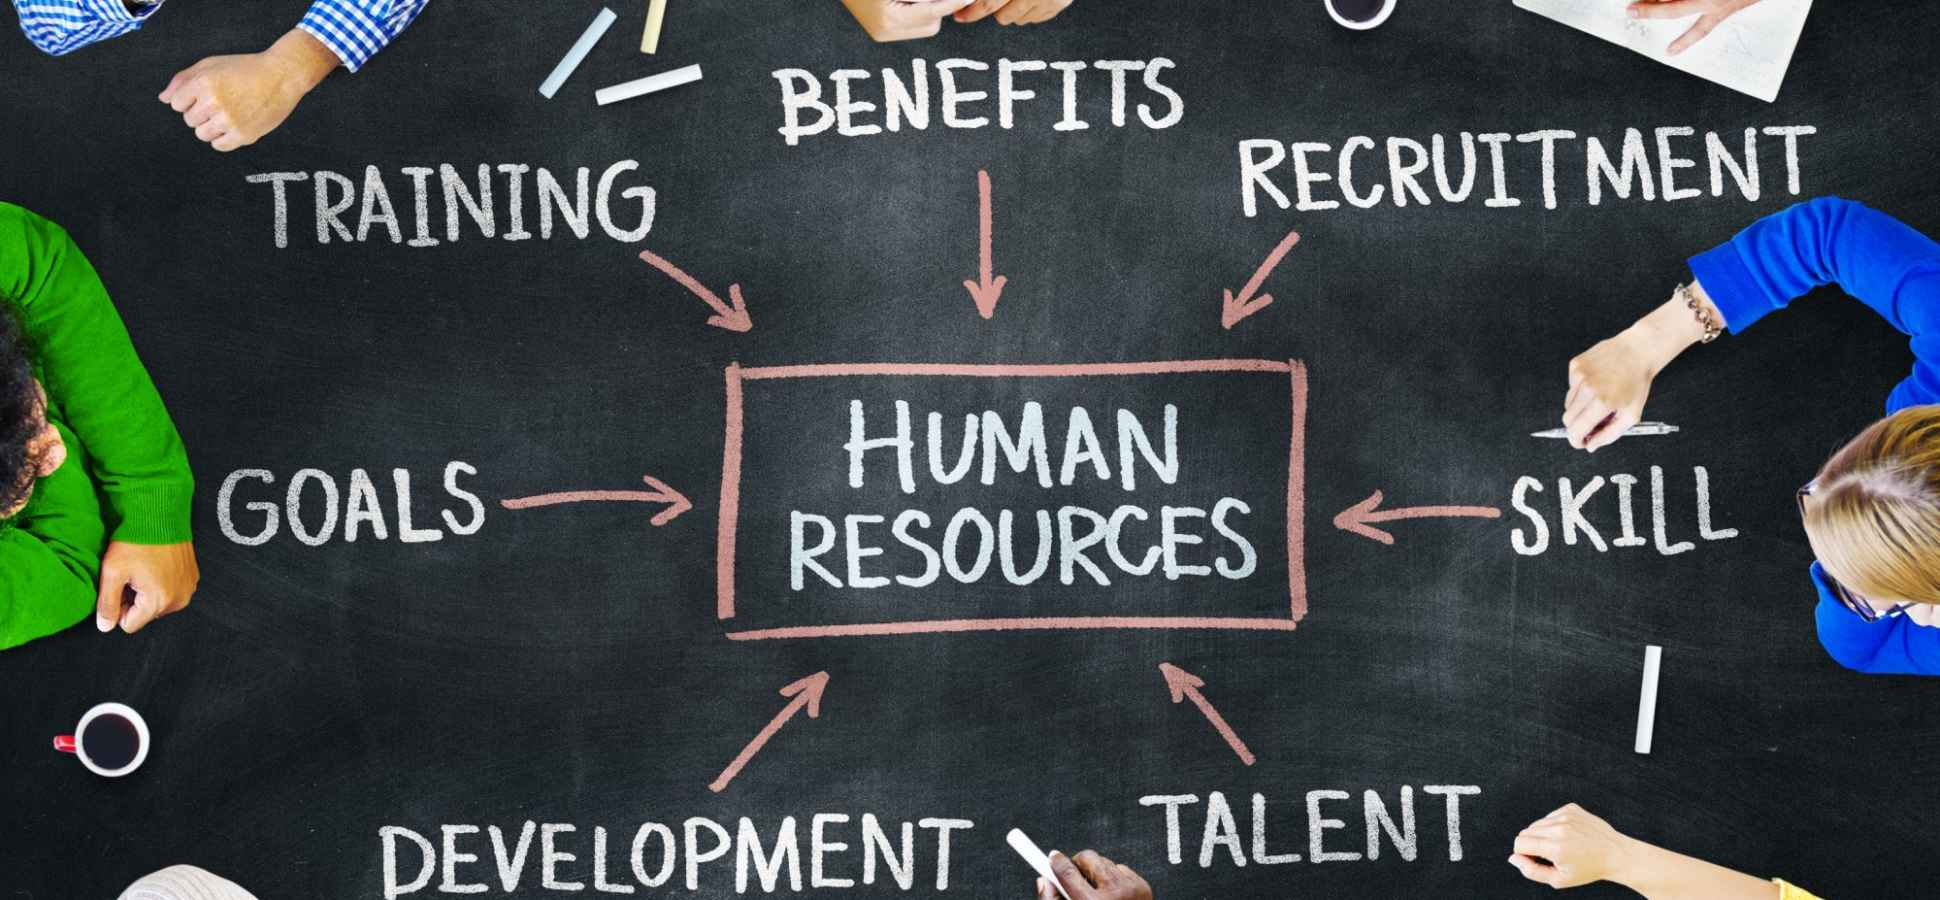 BENEFITS
RECRUITMENT
TRAINING
HUMAN
RESOURCES
GOALS
SKILL
TALENT
DEVELOPMENT